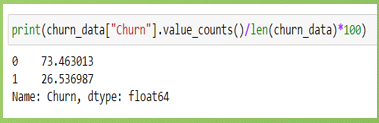 print(churn_data["Churn"].value_counts()/len(churn_data)*100)
0    73.463013
1    26.536987
Name: Churn, dtype: float64